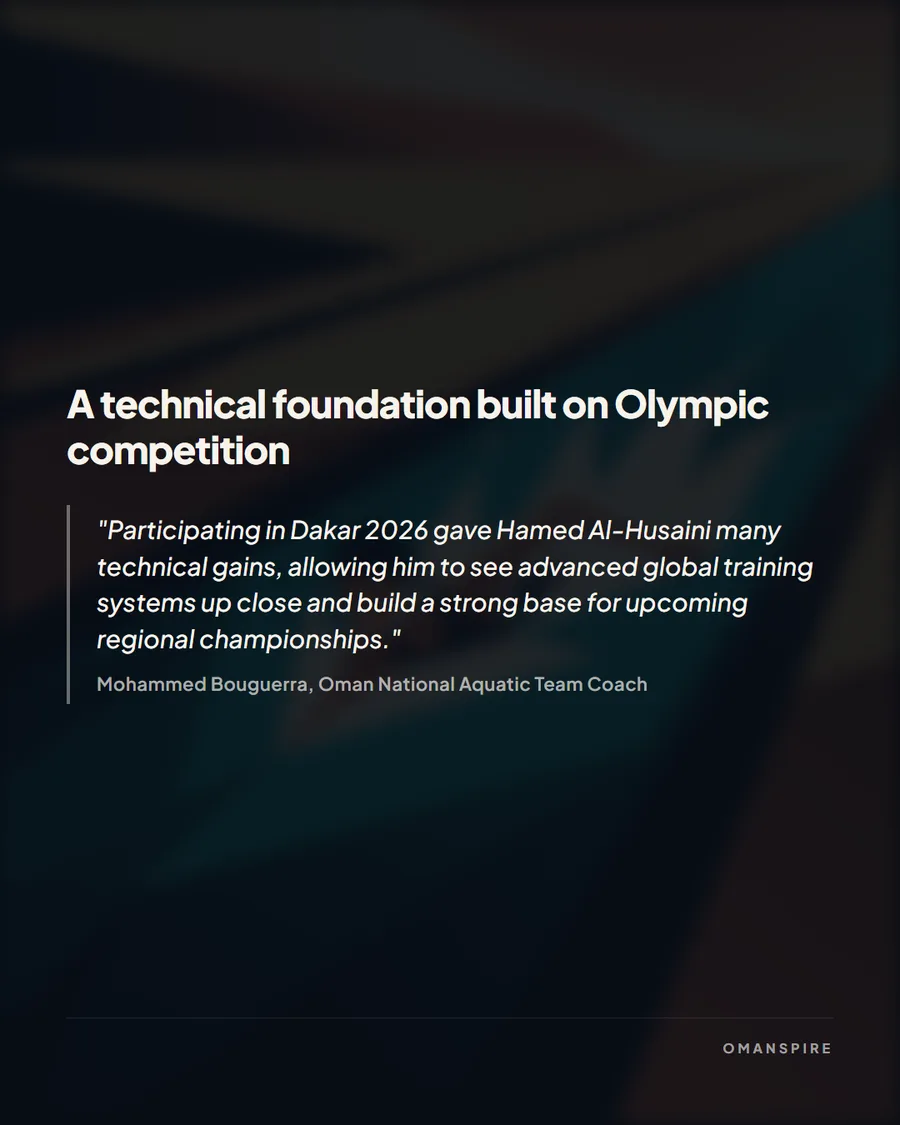 A technical foundation built on Olympic
competition
"Participating in Dakar 2026 gave Hamed Al-Husaini many
technical gains, allowing him to see advanced global training
systems up close and build a strong base for upcoming
regional championships."
Mohammed Bouguerra, Oman National Aquatic Team Coach
OMANSPIRE